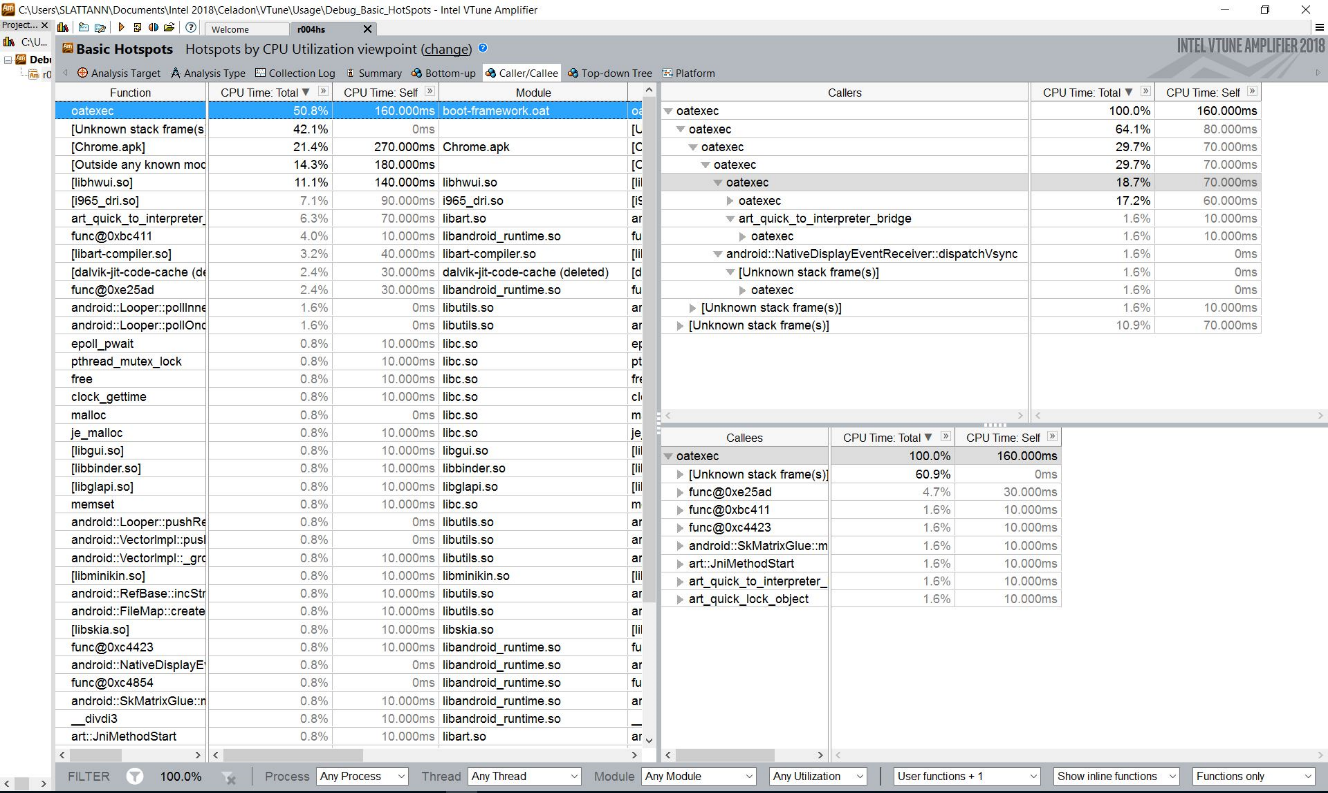 C:\Users\SLATTANN\Documents\Intel 2018\Celadon\VTune\Usage\Debug_Basic_HotSpots - Intel VTune Amplifier
Project...
Welcome
r004hs
C:\U...
Debu
r0
Basic Hotspots Hotspots by CPU Utilization viewpoint (change)
INTEL VTUNE AMPLIFIER 2018
Analysis Target Analysis Type Collection Log Summary Bottom-up Caller/Callee Top-down Tree Platform
Function CPU Time: Total CPU Time: Self Module
oatexec 50.8% 160.000ms boot-framework.oat oa
[Unknown stack frame(s 42.1% 0ms [U
[Chrome.apk] 21.4% 270.000ms Chrome.apk [C
[Outside any known moc 14.3% 180.000ms [C
[libhwui.so] 11.1% 140.000ms libhwui.so [lil
[i965_dri.so] 7.1% 90.000ms i965_dri.so [i9
art_quick_to_interpreter_ 6.3% 70.000ms libart.so ar
func@0xbc411 4.0% 10.000ms libandroid_runtime.so fu
[libart-compiler.so] 3.2% 40.000ms libart-compiler.so [lil
[dalvik-jit-code-cache (de 2.4% 30.000ms dalvik-jit-code-cache (deleted) [d
func@0xe25ad 2.4% 30.000ms libandroid_runtime.so fu
android::Looper::pollInne 1.6% 0ms libutils.so ar
android::Looper::pollOnc 1.6% 0ms libutils.so ar
epoll_pwait 0.8% 10.000ms libc.so ep
pthread_mutex_lock 0.8% 10.000ms libc.so pt
free 0.8% 10.000ms libc.so fre
clock_gettime 0.8% 10.000ms libc.so cl
malloc 0.8% 0ms libc.so m
je_malloc 0.8% 10.000ms libc.so je_
[libgui.so] 0.8% 10.000ms libgui.so [lil
[libbinder.so] 0.8% 10.000ms libbinder.so [lil
[libglapi.so] 0.8% 10.000ms libglapi.so [lil
memset 0.8% 10.000ms libc.so m
android::Looper::pushRe 0.8% 0ms libutils.so ar
android::VectorImpl::pusl 0.8% 0ms libutils.so ar
android::VectorImpl::_grc 0.8% 10.000ms libutils.so ar
[libminikin.so] 0.8% 10.000ms libminikin.so [lil
android::RefBase::incStr 0.8% 10.000ms libutils.so ar
android::FileMap::create 0.8% 10.000ms libutils.so ar
[libskia.so] 0.8% 10.000ms libskia.so [lil
func@0xc4423 0.8% 10.000ms libandroid_runtime.so fu
android::NativeDisplayE 0.8% 0ms libandroid_runtime.so ar
func@0xc4854 0.8% 0ms libandroid_runtime.so fu
android::SkMatrixGlue::n 0.8% 10.000ms libandroid_runtime.so ar
__divdi3 0.8% 10.000ms libandroid_runtime.so __
art::JniMethodStart 0.8% 10.000ms libart.so ar
Callers CPU Time: Total CPU Time: Self
oatexec 100.0% 160.000ms
oatexec 64.1% 80.000ms
oatexec 29.7% 70.000ms
oatexec 29.7% 70.000ms
oatexec 18.7% 70.000ms
oatexec 17.2% 60.000ms
art_quick_to_interpreter_bridge 1.6% 10.000ms
oatexec 1.6% 10.000ms
android::NativeDisplayEventReceiver::dispatchVsync 1.6% 0ms
[Unknown stack frame(s)] 1.6% 0ms
oatexec 1.6% 0ms
[Unknown stack frame(s)] 1.6% 10.000ms
[Unknown stack frame(s)] 10.9% 70.000ms
Callees CPU Time: Total CPU Time: Self
oatexec 100.0% 160.000ms
[Unknown stack frame(s)] 60.9% 0ms
func@0xe25ad 4.7% 30.000ms
func@0xbc411 1.6% 10.000ms
func@0xc4423 1.6% 10.000ms
android::SkMatrixGlue::m 1.6% 10.000ms
art::JniMethodStart 1.6% 10.000ms
art_quick_to_interpreter_ 1.6% 10.000ms
art_quick_lock_object 1.6% 10.000ms
FILTER 100.0% Process Any Process Thread Any Thread Module Any Module Any Utilization User functions + 1 Show inline functions Functions only